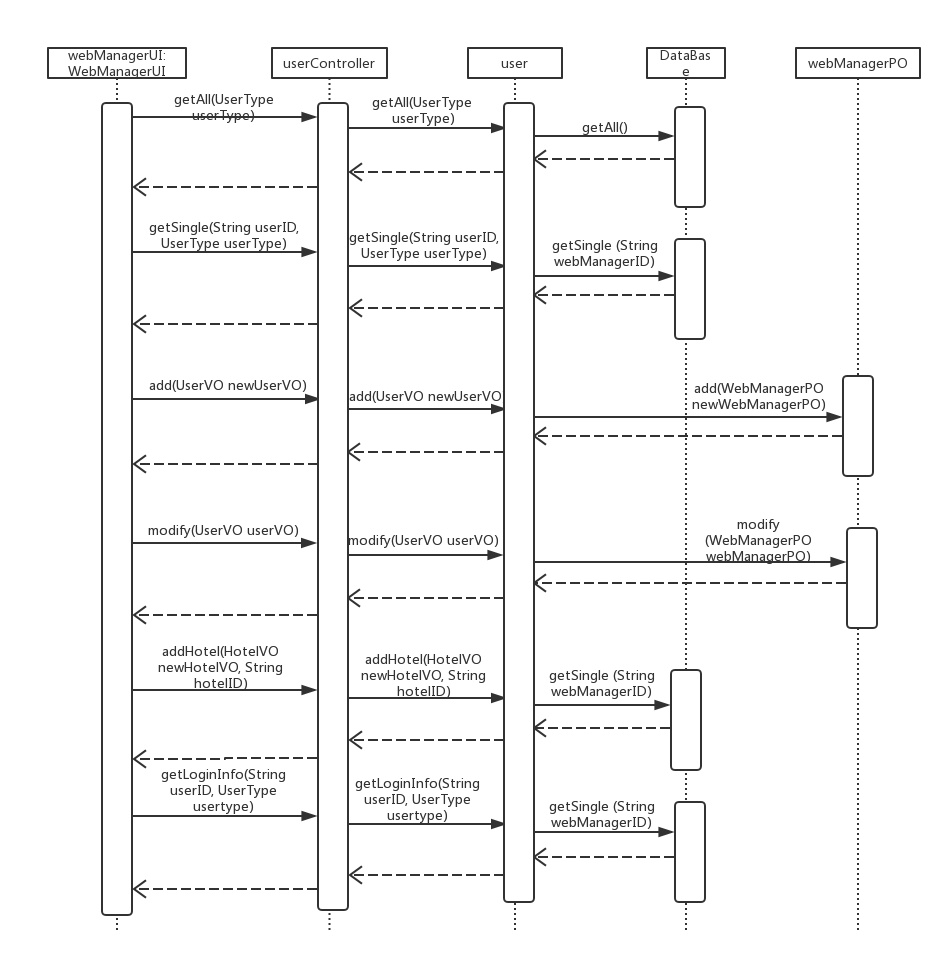 webManagerUI:
WebManagerUI
userController
user
DataBas
e
webManagerPO
getAll(UserType
userType)
getAll(UserType
userType)
getAll()
getSingle(String userID,
UserType userType)
getSingle(String userID,
UserType userType)
getSingle (String
webManagerID)
add(UserVO newUserVO)
add(UserVO newUserVO
add(WebManagerPO
newWebManagerPO)
modify(UserVO userVO)
modify(UserVO userVO)
modify
(WebManagerPO
webManagerPO)
addHotel(HotelVO
newHotelVO, String
hotelID)
addHotel(HotelVO
newHotelVO, String
hotelID)
getSingle (String
webManagerID)
getLoginInfo(String
userID, UserType
usertype)
getLoginInfo(String
userID, UserType
usertype)
getSingle (String
webManagerID)